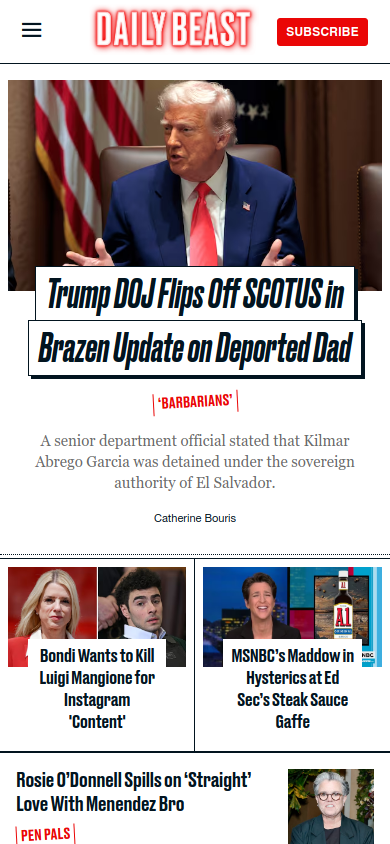 DAILY BEAST
SUBSCRIBE
Trump DOJ Flips Off SCOTUS in
Brazen Update on Deported Dad
‘BARBARIANS’
A senior department official stated that Kilmar
Abrego Garcia was detained under the sovereign
authority of El Salvador.
Catherine Bouris
Bondi Wants to Kill
Luigi Mangione for
Instagram
'Content'
A1
MSNBC’s Maddow in
Hysterics at Ed
Sec’s Steak Sauce
Gaffe
Rosie O’Donnell Spills on ‘Straight’
Love With Menendez Bro
PEN PALS